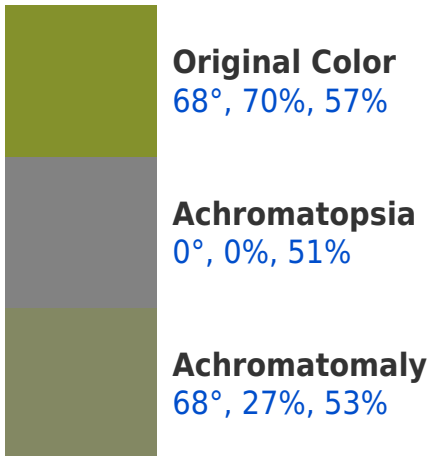 Original Color
68°, 70%, 57%
Achromatopsia
0°, 0%, 51%
Achromatomaly
68°, 27%, 53%